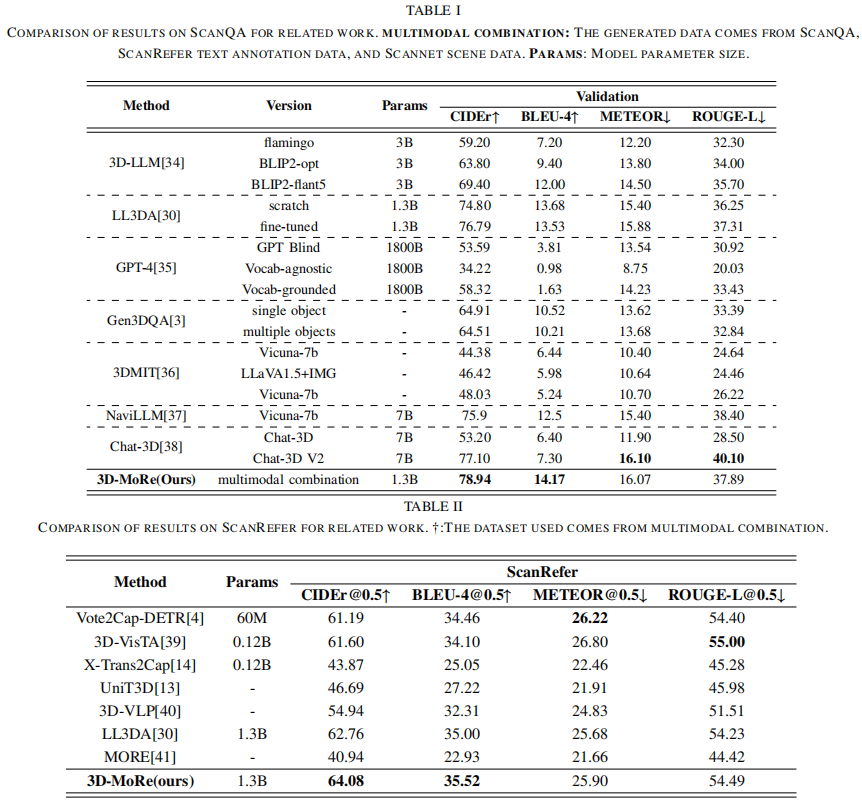 TABLE I
COMPARISON OF RESULTS ON SCANQA FOR RELATED WORK. MULTIMODAL COMBINATION: THE GENERATED DATA COMES FROM SCANQA,
SCANREFER TEXT ANNOTATION DATA, AND SCANNET SCENE DATA. PARAMS: MODEL PARAMETER SIZE.
Method Version Params Validation
CIDEr↑ BLEU-4↑ METEOR↓ ROUGE-L↓
3D-LLM[34] flamingo 3B 59.20 7.20 12.20 32.30
BLIP2-opt 3B 63.80 9.40 13.80 34.00
BLIP2-flant5 3B 69.40 12.00 14.50 35.70
LL3DA[30] scratch 1.3B 74.80 13.68 15.40 36.25
fine-tuned 1.3B 76.79 13.53 15.88 37.31
GPT-4[35] GPT Blind 1800B 53.59 3.81 13.54 30.92
Vocab-agnostic 1800B 34.22 0.98 8.75 20.03
Vocab-grounded 1800B 58.32 1.63 14.23 33.43
Gen3DQA[3] single object - 64.91 10.52 13.62 33.39
multiple objects - 64.51 10.21 13.68 32.84
3DMIT[36] Vicuna-7b - 44.38 6.44 10.40 24.64
LLaVA1.5+IMG - 46.42 5.98 10.64 24.46
Vicuna-7b - 48.03 5.24 10.70 26.22
NaviLLM[37] Vicuna-7b 7B 75.9 12.5 15.40 38.40
Chat-3D[38] Chat-3D 7B 53.20 6.40 11.90 28.50
Chat-3D V2 7B 77.10 7.30 16.10 40.10
3D-MoRe(Ours) multimodal combination 1.3B 78.94 14.17 16.07 37.89
TABLE II
COMPARISON OF RESULTS ON SCANREFER FOR RELATED WORK. †:THE DATASET USED COMES FROM MULTIMODAL COMBINATION.
Method Params ScanRefer
CIDEr@0.5↑ BLEU-4@0.5↑ METEOR@0.5↓ ROUGE-L@0.5↓
Vote2Cap-DETR[4] 60M 61.19 34.46 26.22 54.40
3D-VisTA[39] 0.12B 61.60 34.10 26.80 55.00
X-Trans2Cap[14] 0.12B 43.87 25.05 22.46 45.28
UniT3D[13] - 46.69 27.22 21.91 45.98
3D-VLP[40] - 54.94 32.31 24.83 51.51
LL3DA[30] 1.3B 62.76 35.00 25.68 54.23
MORE[41] - 40.94 22.93 21.66 44.42
3D-MoRe(ours) 1.3B 64.08 35.52 25.90 54.49